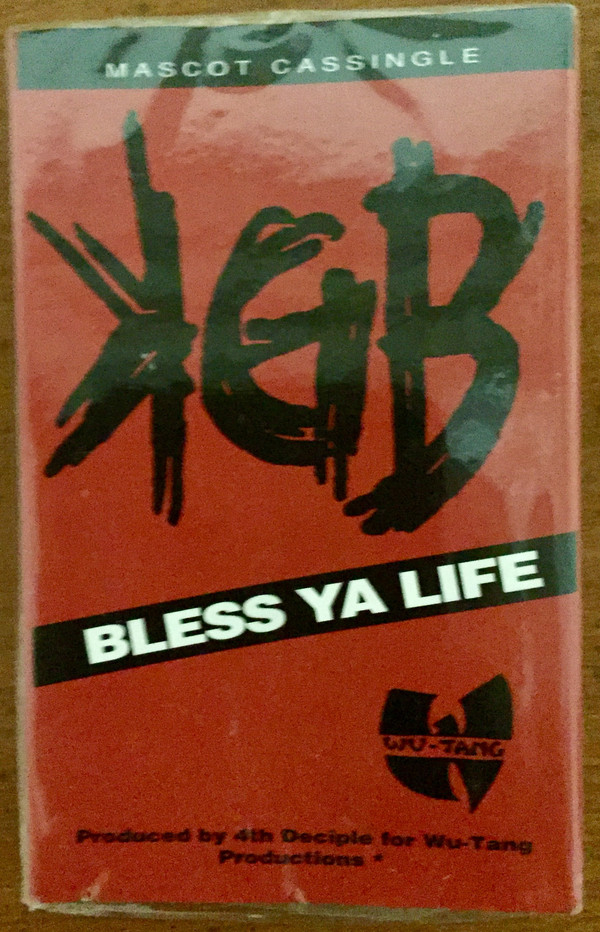 MASCOT CASSINGLE
KGB
BLESS YA LIFE
WU-TANG
Produced by 4th Deciple for Wu-Tang
Productions *